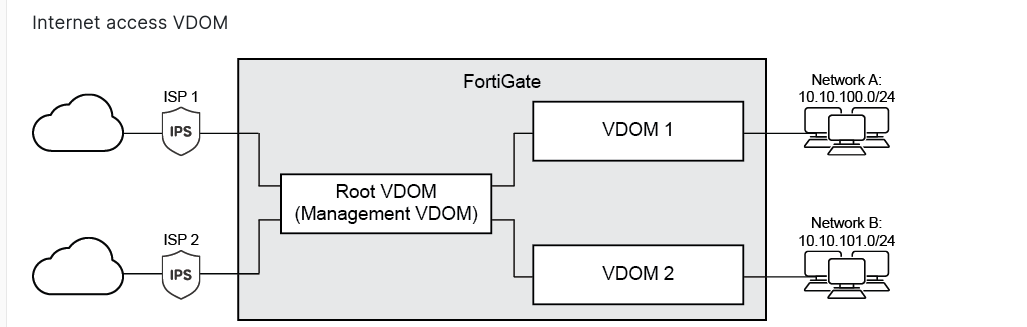 Internet access VDOM
FortiGate
ISP 1
IPS
VDOM 1
Network A:
10.10.100.0/24
Root VDOM
(Management VDOM)
ISP 2
IPS
VDOM 2
Network B:
10.10.101.0/24